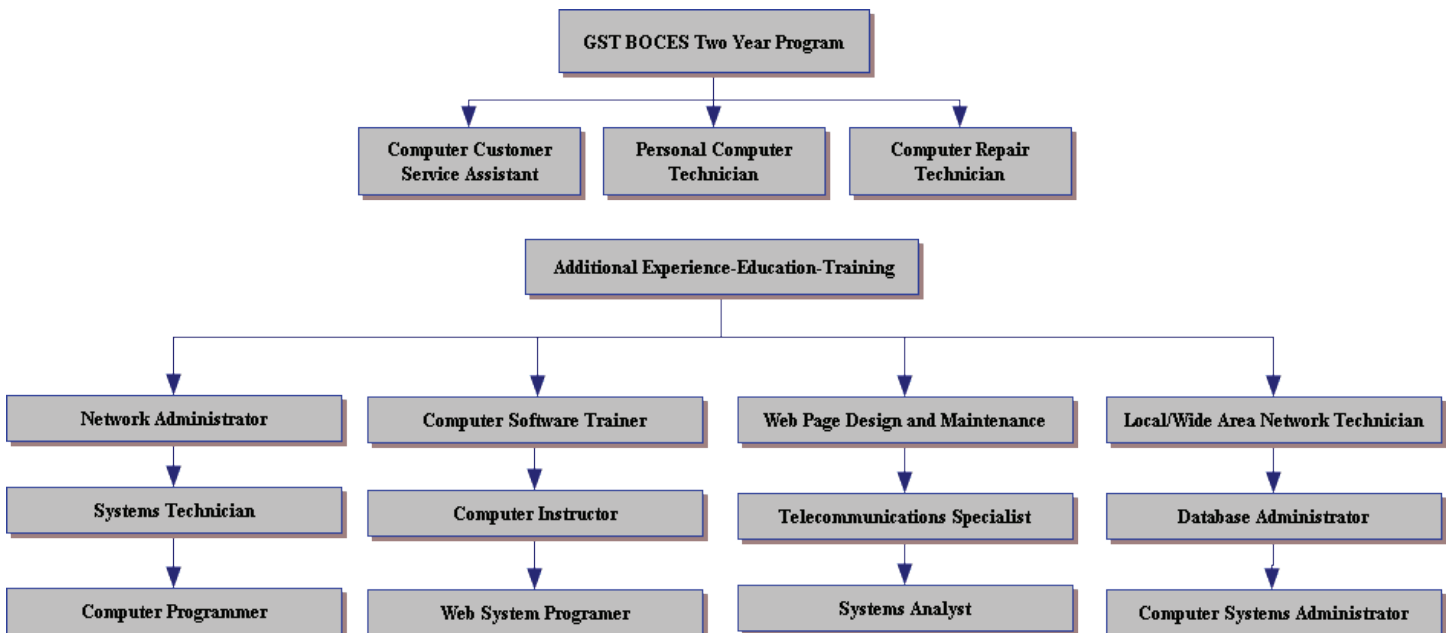 GST BOCES Two Year Program
Computer Customer
Service Assistant
Personal Computer
Technician
Computer Repair
Technician
Additional Experience-Education-Training
Network Administrator
Computer Software Trainer
Web Page Design and Maintenance
Local/Wide Area Network Technician
Systems Technician
Computer Instructor
Telecommunications Specialist
Database Administrator
Computer Programmer
Web System Programer
Systems Analyst
Computer Systems Administrator